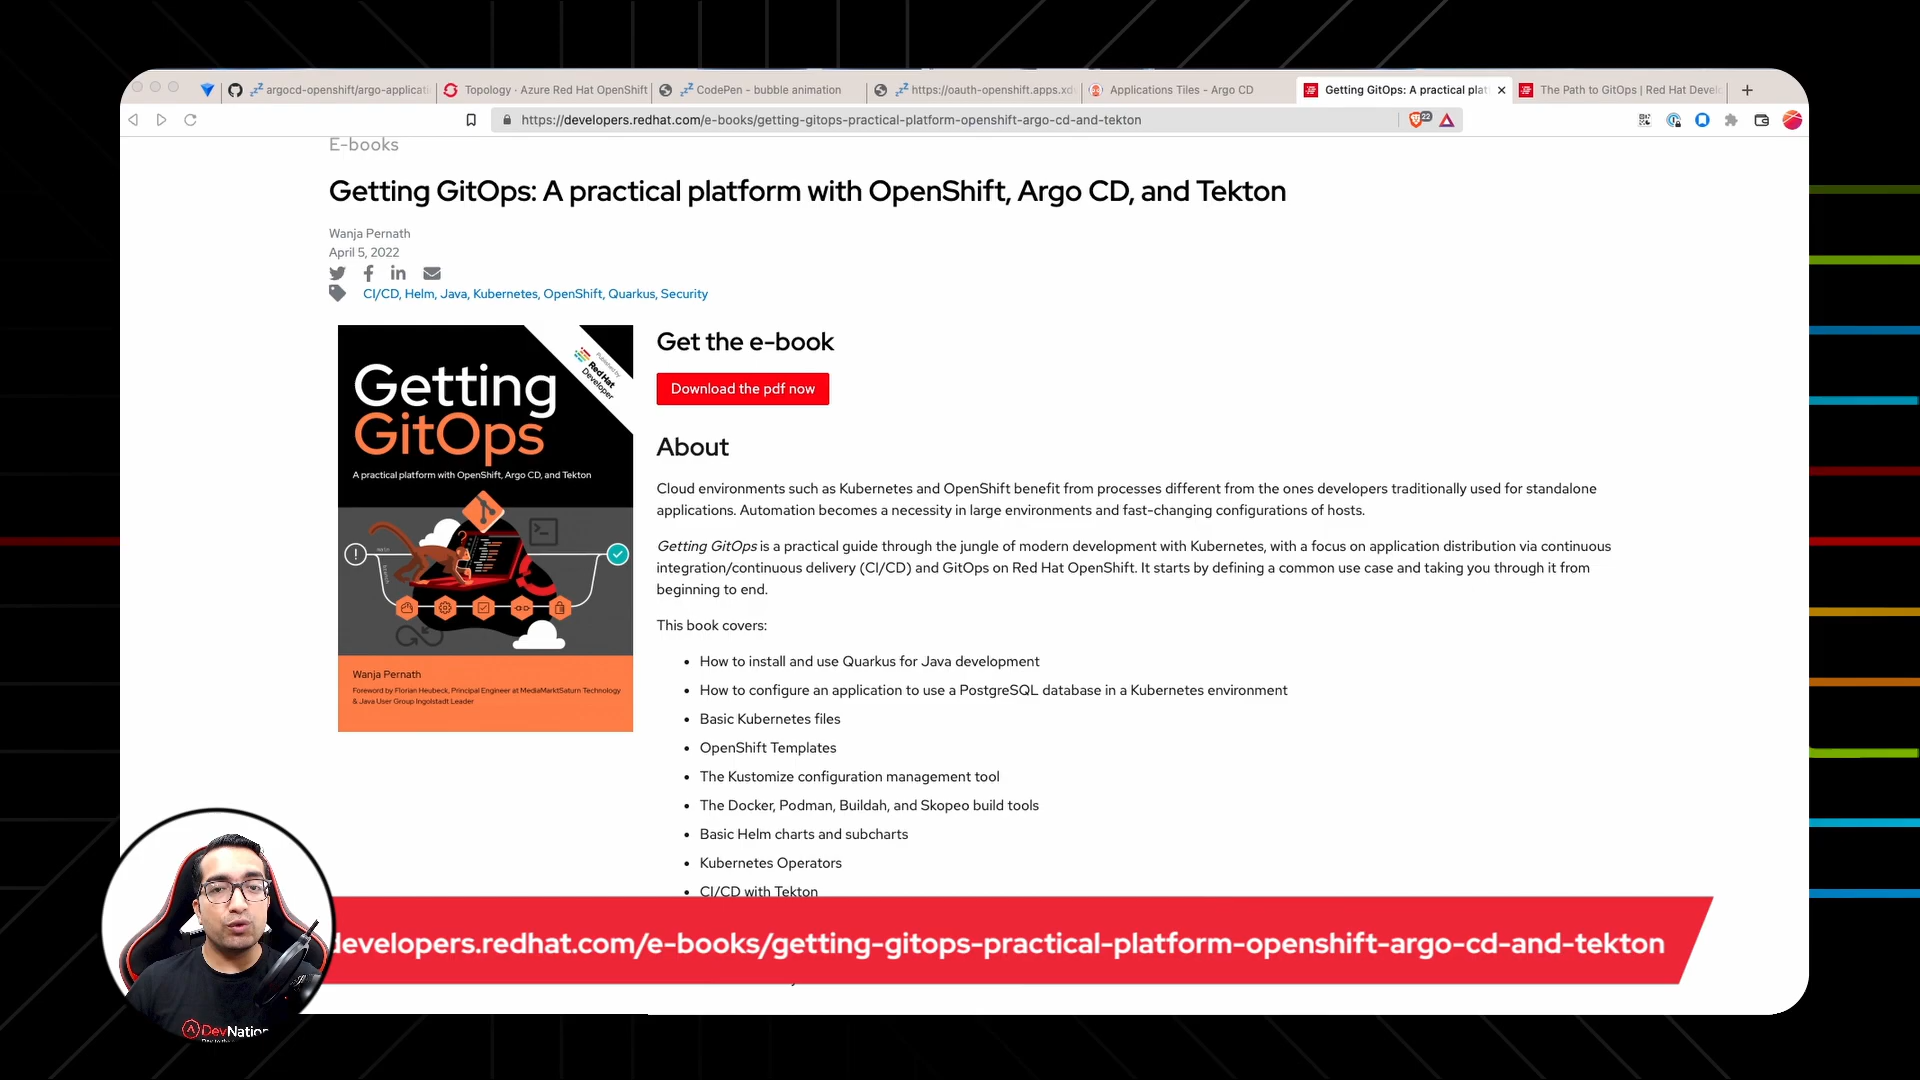 argocd-openshift/argo-applicati
Topology · Azure Red Hat OpenShift
CodePen - bubble animation
https://oauth-openshift.apps.xd
Applications Tiles - Argo CD
Getting GitOps: A practical plat
The Path to GitOps | Red Hat Devel
https://developers.redhat.com/e-books/getting-gitops-practical-platform-openshift-argo-cd-and-tekton
22
E-books
Getting GitOps: A practical platform with OpenShift, Argo CD, and Tekton
Wanja Pernath
April 5, 2022
CI/CD, Helm, Java, Kubernetes, OpenShift, Quarkus, Security
Published by
Red Hat
Developer
Getting
GitOps
A practical platform with OpenShift, Argo CD, and Tekton
Wanja Pernath
Foreword by Florian Heubeck, Principal Engineer at MediaMarktSaturn Technology
& Java User Group Ingolstadt Leader
Get the e-book
Download the pdf now
About
Cloud environments such as Kubernetes and OpenShift benefit from processes different from the ones developers traditionally used for standalone
applications. Automation becomes a necessity in large environments and fast-changing configurations of hosts.
Getting GitOps is a practical guide through the jungle of modern development with Kubernetes, with a focus on application distribution via continuous
integration/continuous delivery (CI/CD) and GitOps on Red Hat OpenShift. It starts by defining a common use case and taking you through it from
beginning to end.
This book covers:
• How to install and use Quarkus for Java development
• How to configure an application to use a PostgreSQL database in a Kubernetes environment
• Basic Kubernetes files
• OpenShift Templates
• The Kustomize configuration management tool
• The Docker, Podman, Buildah, and Skopeo build tools
• Basic Helm charts and subcharts
• Kubernetes Operators
• CI/CD with Tekton
developers.redhat.com/e-books/getting-gitops-practical-platform-openshift-argo-cd-and-tekton
DevNation